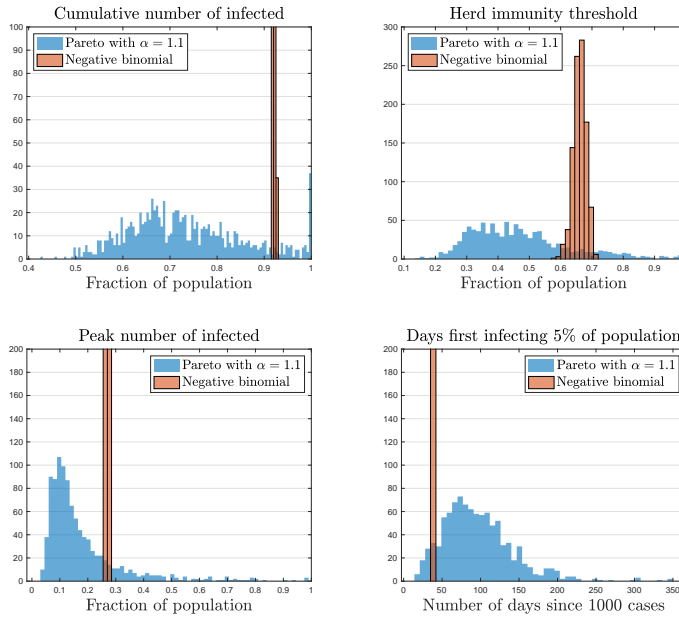 Cumulative number of infected
100
90
80
70
60
50
40
30
20
10
0
Pareto with α = 1.1
Negative binomial
0.4 0.5 0.6 0.7 0.8 0.9 1
Fraction of population
Herd immunity threshold
300
250
200
150
100
50
0
Pareto with α = 1.1
Negative binomial
0.1 0.2 0.3 0.4 0.5 0.6 0.7 0.8 0.9
Fraction of population
Peak number of infected
200
180
160
140
120
100
80
60
40
20
0
Pareto with α = 1.1
Negative binomial
0 0.1 0.2 0.3 0.4 0.5 0.6 0.7 0.8 0.9 1
Fraction of population
Days first infecting 5% of population
200
180
160
140
120
100
80
60
40
20
0
Pareto with α = 1.1
Negative binomial
0 50 100 150 200 250 300 350
Number of days since 1000 cases